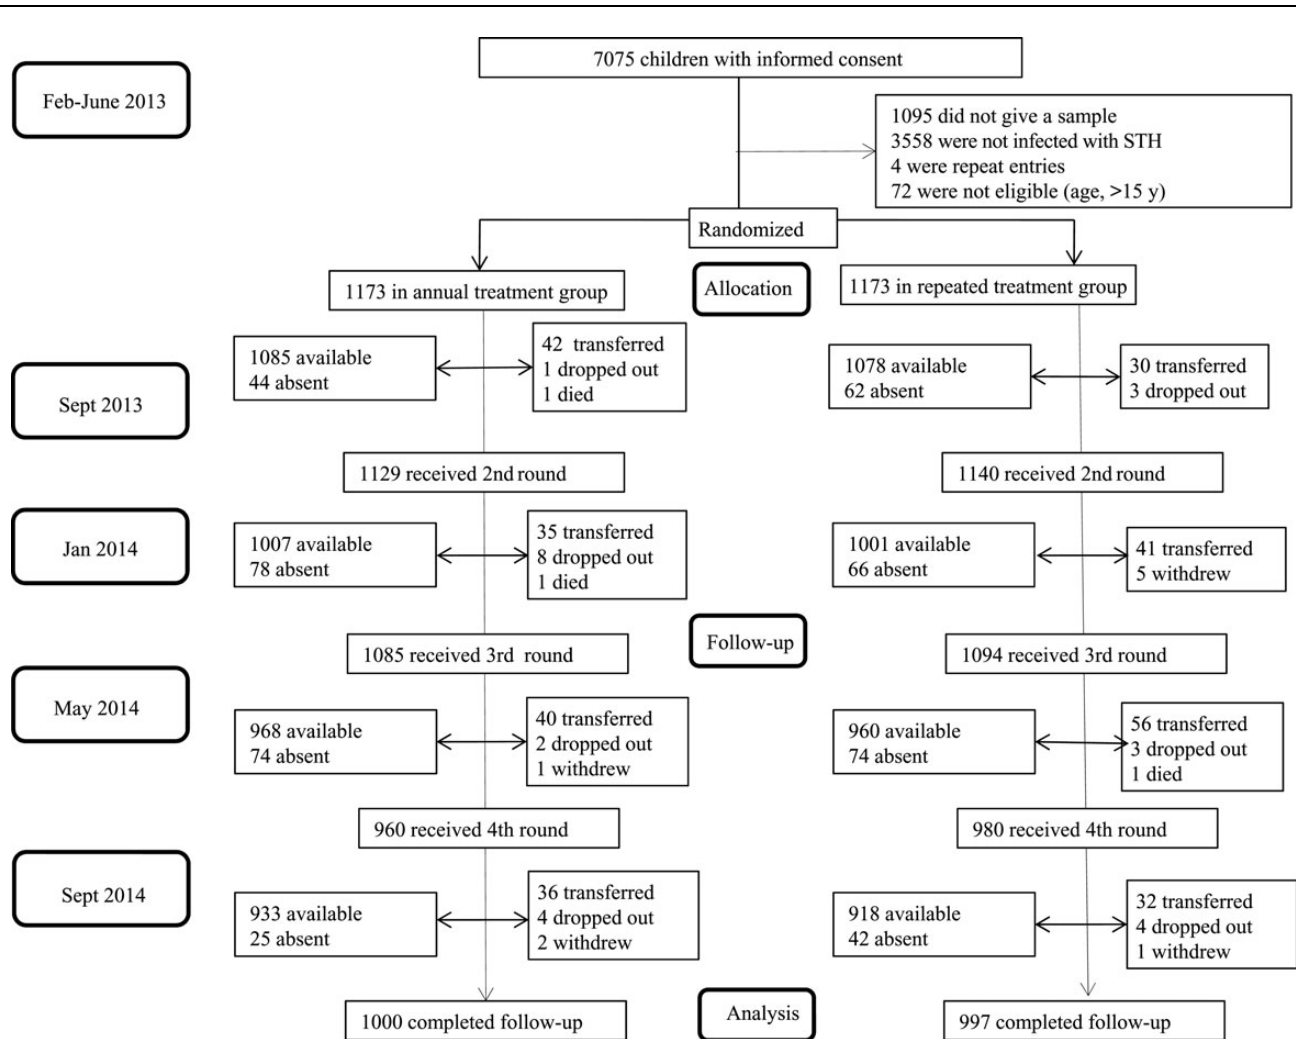 7075 children with informed consent
Feb-June 2013
1095 did not give a sample
3558 were not infected with STH
4 were repeat entries
72 were not eligible (age, >15 y)
Randomized
Allocation
1173 in annual treatment group
1173 in repeated treatment group
Sept 2013
1085 available
44 absent
42 transferred
1 dropped out
1 died
1078 available
62 absent
30 transferred
3 dropped out
1129 received 2nd round
1140 received 2nd round
Jan 2014
1007 available
78 absent
35 transferred
8 dropped out
1 died
1001 available
66 absent
41 transferred
5 withdrew
Follow-up
1085 received 3rd round
1094 received 3rd round
May 2014
968 available
74 absent
40 transferred
2 dropped out
1 withdrew
960 available
74 absent
56 transferred
3 dropped out
1 died
960 received 4th round
980 received 4th round
Sept 2014
933 available
25 absent
36 transferred
4 dropped out
2 withdrew
918 available
42 absent
32 transferred
4 dropped out
1 withdrew
1000 completed follow-up
Analysis
997 completed follow-up